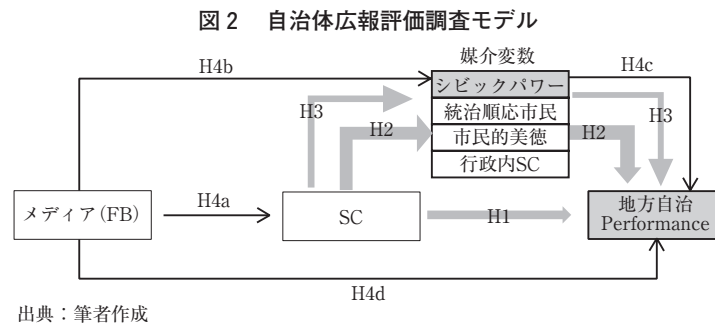 図2 自治体広報評価調査モデル
媒介変数
H4b
シビックパワー
H4c
H3
統治順応市民
H3
H2
市民的美徳
H2
行政内SC
メディア(FB)
H4a
SC
H1
地方自治
Performance
H4d
出典：筆者作成